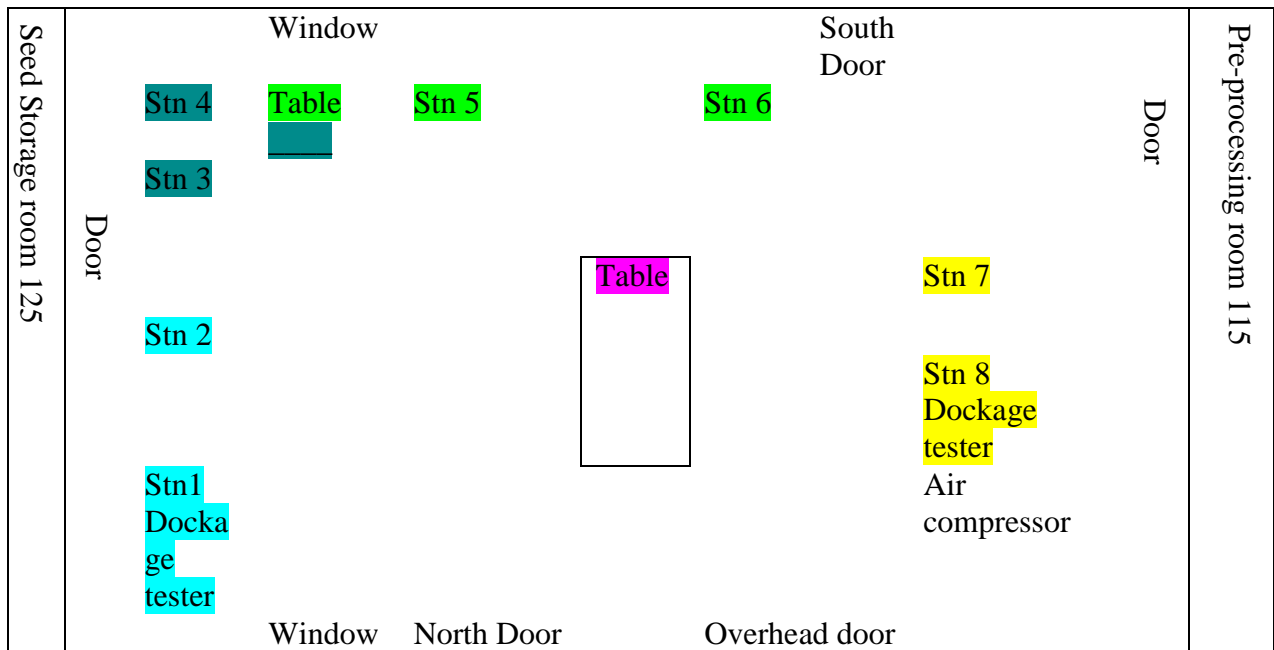 Seed Storage room 125
Door
Window
South
Door
Stn 4
Table
Stn 5
Stn 6
Door
Pre-processing room 115
Stn 3
Table
Stn 7
Stn 2
Stn 8
Dockage
tester
Stn1
Docka
ge
tester
Air
compressor
Window
North Door
Overhead door